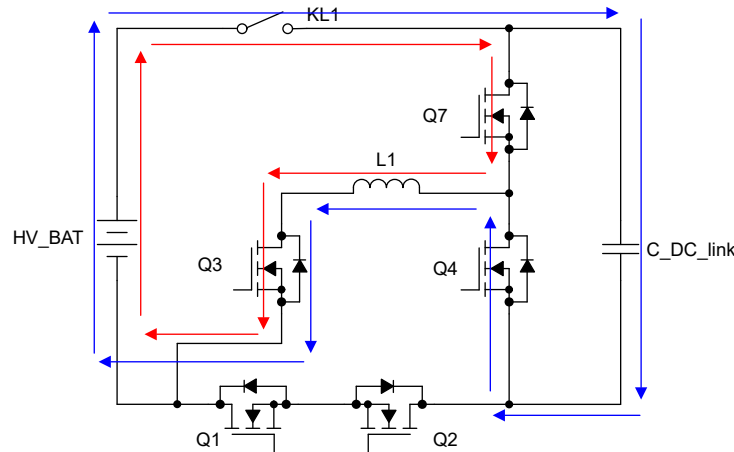 KL1
Q7
L1
HV_BAT
Q3
Q4
C_DC_link
Q1
Q2